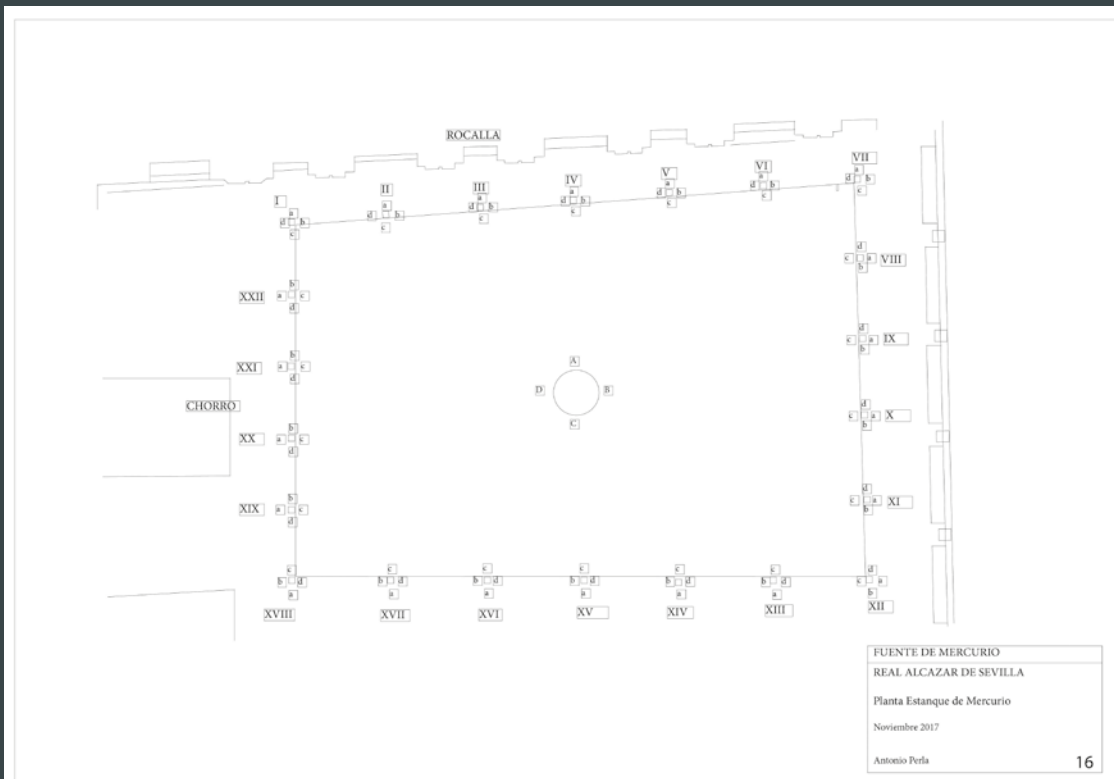 ROCALLA
I
a
d b
c
II
a
d b
c
III
a
d b
c
IV
a
d b
c
V
a
d b
c
VI
a
d b
c
VII
a
d b
c
VIII
d
c a
b
IX
d
c a
b
X
d
c a
b
XI
d
c a
b
XII
d
c a
b
XIII
c
b d
a
XIV
c
b d
a
XV
c
b d
a
XVI
c
b d
a
XVII
c
b d
a
XVIII
c
b d
a
XIX
b
a c
d
XX
b
a c
d
XXI
b
a c
d
XXII
b
a c
d
CHORRO
A
D B
C
FUENTE DE MERCURIO
REAL ALCAZAR DE SEVILLA
Planta Estanque de Mercurio
Noviembre 2017
Antonio Perla 16